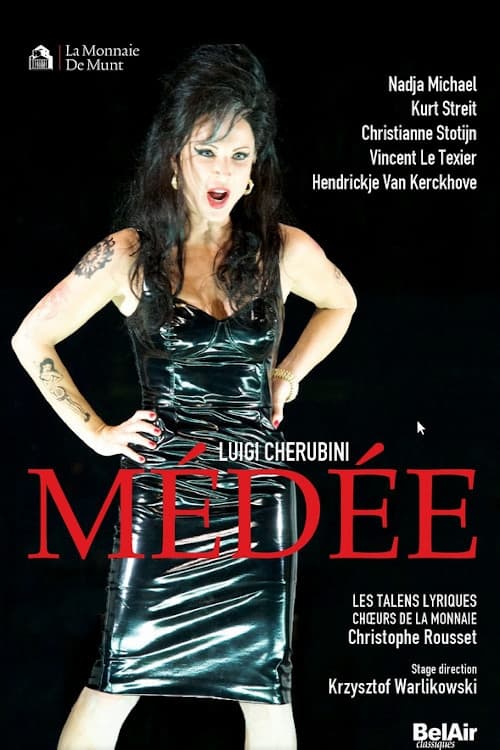 La Monnaie
De Munt
Nadja Michael
Kurt Streit
Christianne Stotijn
Vincent Le Texier
Hendrickje Van Kerckhove
LUIGI CHERUBINI
MÉDÉE
LES TALENS LYRIQUES
CHŒURS DE LA MONNAIE
Christophe Rousset
Stage direction
Krzysztof Warlikowski
BelAir
classiques